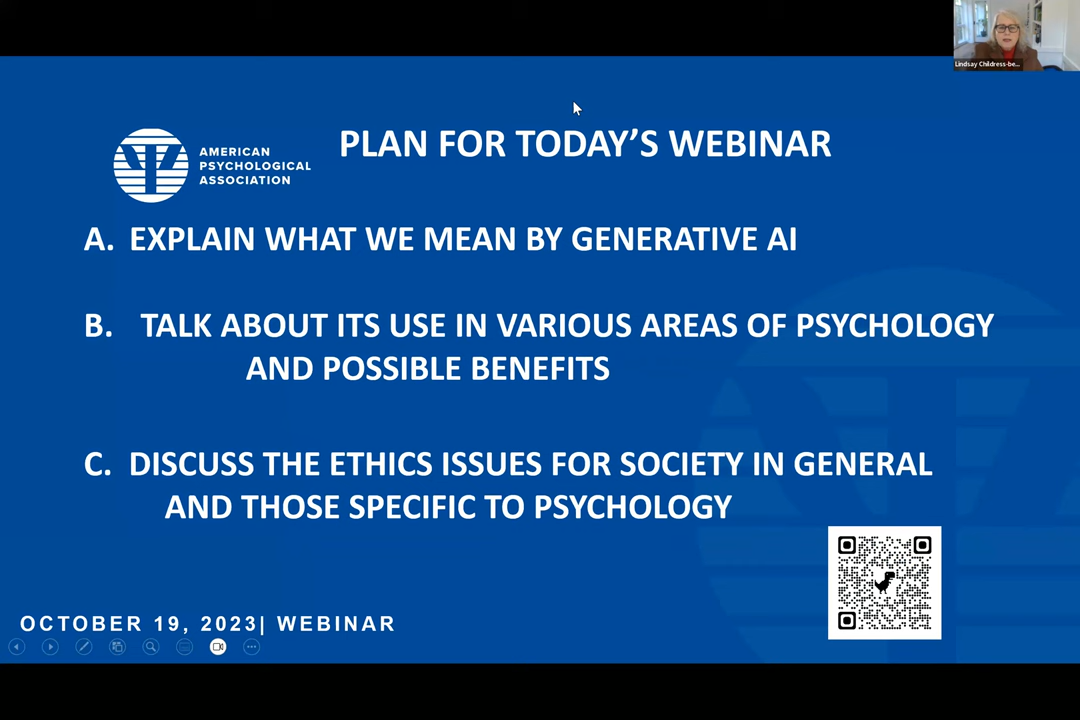 Lindsay Childress-be...
PLAN FOR TODAY’S WEBINAR
AMERICAN
PSYCHOLOGICAL
ASSOCIATION
A. EXPLAIN WHAT WE MEAN BY GENERATIVE AI
B. TALK ABOUT ITS USE IN VARIOUS AREAS OF PSYCHOLOGY
AND POSSIBLE BENEFITS
C. DISCUSS THE ETHICS ISSUES FOR SOCIETY IN GENERAL
AND THOSE SPECIFIC TO PSYCHOLOGY
OCTOBER 19, 2023| WEBINAR